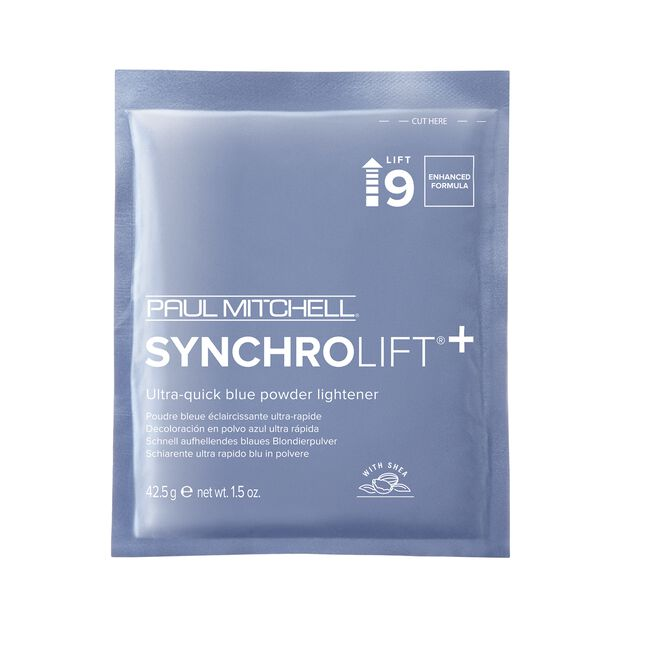 CUT HERE
LIFT
9
ENHANCED
FORMULA
PAUL MITCHELL®
SYNCHROLIFT®+
Ultra-quick blue powder lightener
Poudre bleue éclaircissante ultra-rapide
Decoloración en polvo azul ultra rápida
Schnell aufhellendes blaues Blondierpulver
Schiarente ultra rapido blu in polvere
WITH SHEA
42.5 g ℮ net wt. 1.5 oz.